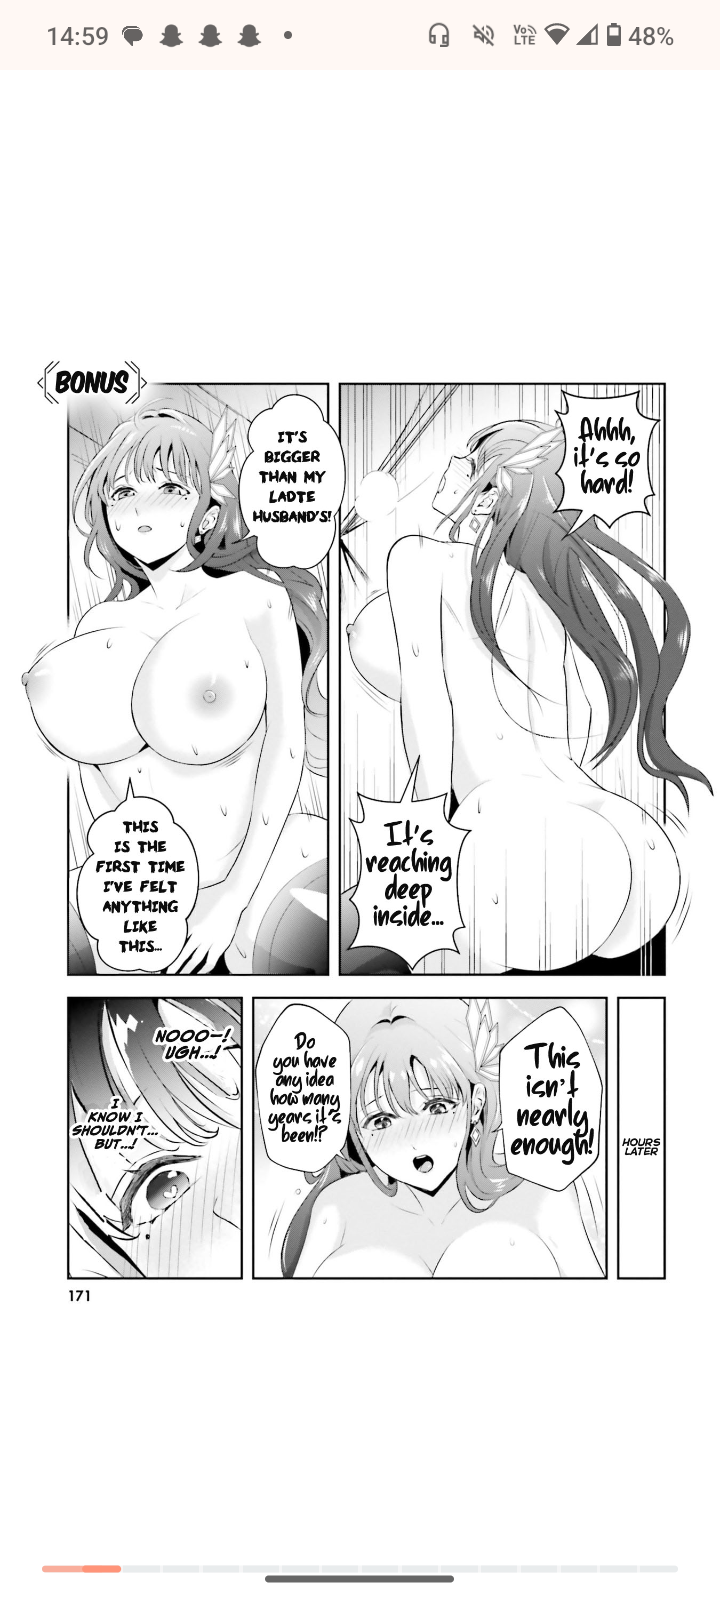 14:59
Vo))
LTE
48%
BONUS
Ahhh,
it's so
hard!
It's
reaching
deep
inside...
IT'S
BIGGER
THAN MY
LADTE
HUSBAND'S!
THIS
IS THE
FIRST TIME
I'VE FELT
ANYTHING
LIKE
THIS...
HOURS
LATER
This
isn't
nearly
enough!
Do
you have
any idea
how many
years it's
been!?
NOOO—!
UGH...!
I
KNOW I
SHOULDN'T...
BUT...!
171